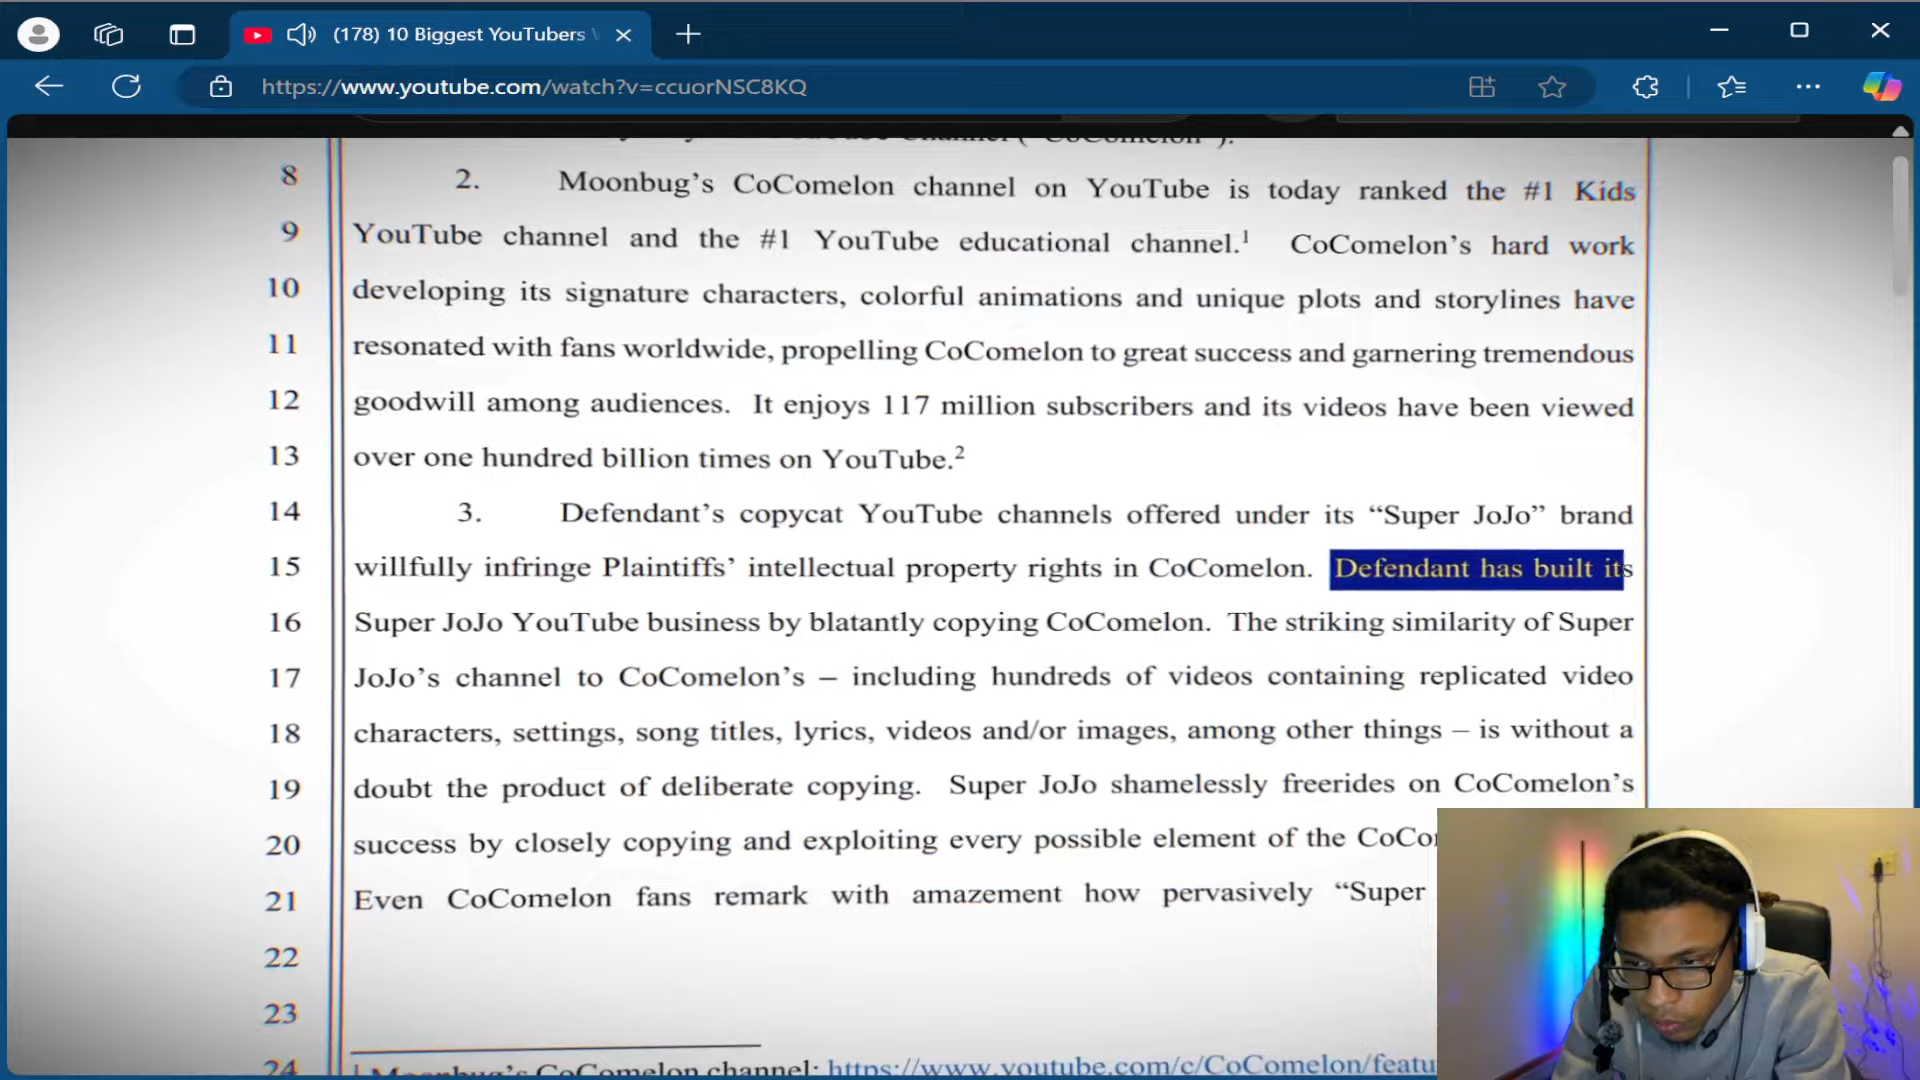 (178) 10 Biggest YouTubers
https://www.youtube.com/watch?v=ccuorNSC8KQ
8 2. Moonbug’s CoComelon channel on YouTube is today ranked the #1 Kids
9 YouTube channel and the #1 YouTube educational channel.1 CoComelon’s hard work
10 developing its signature characters, colorful animations and unique plots and storylines have
11 resonated with fans worldwide, propelling CoComelon to great success and garnering tremendous
12 goodwill among audiences. It enjoys 117 million subscribers and its videos have been viewed
13 over one hundred billion times on YouTube.2
14 3. Defendant’s copycat YouTube channels offered under its “Super JoJo” brand
15 willfully infringe Plaintiffs’ intellectual property rights in CoComelon. Defendant has built its
16 Super JoJo YouTube business by blatantly copying CoComelon. The striking similarity of Super
17 JoJo’s channel to CoComelon’s – including hundreds of videos containing replicated video
18 characters, settings, song titles, lyrics, videos and/or images, among other things – is without a
19 doubt the product of deliberate copying. Super JoJo shamelessly freerides on CoComelon’s
20 success by closely copying and exploiting every possible element of the CoCo
21 Even CoComelon fans remark with amazement how pervasively “Super
22
23
24 1 Moonbug’s CoComelon channel: https://www.youtube.com/c/CoComelon/featu